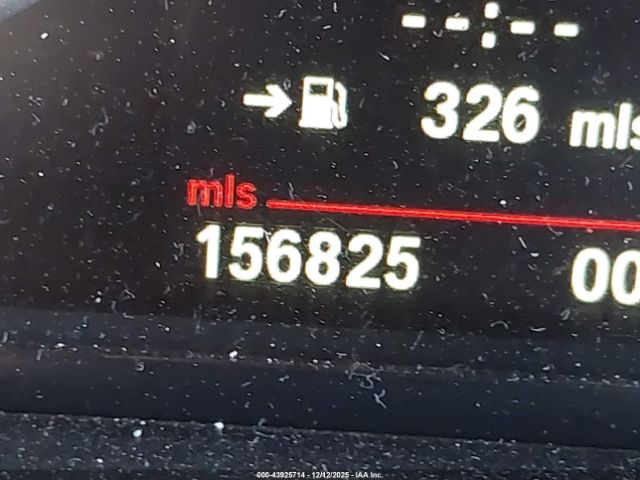 --:--
326 mls
mls
156825 00
000-43925714 - 12/12/2025 - IAA Inc.